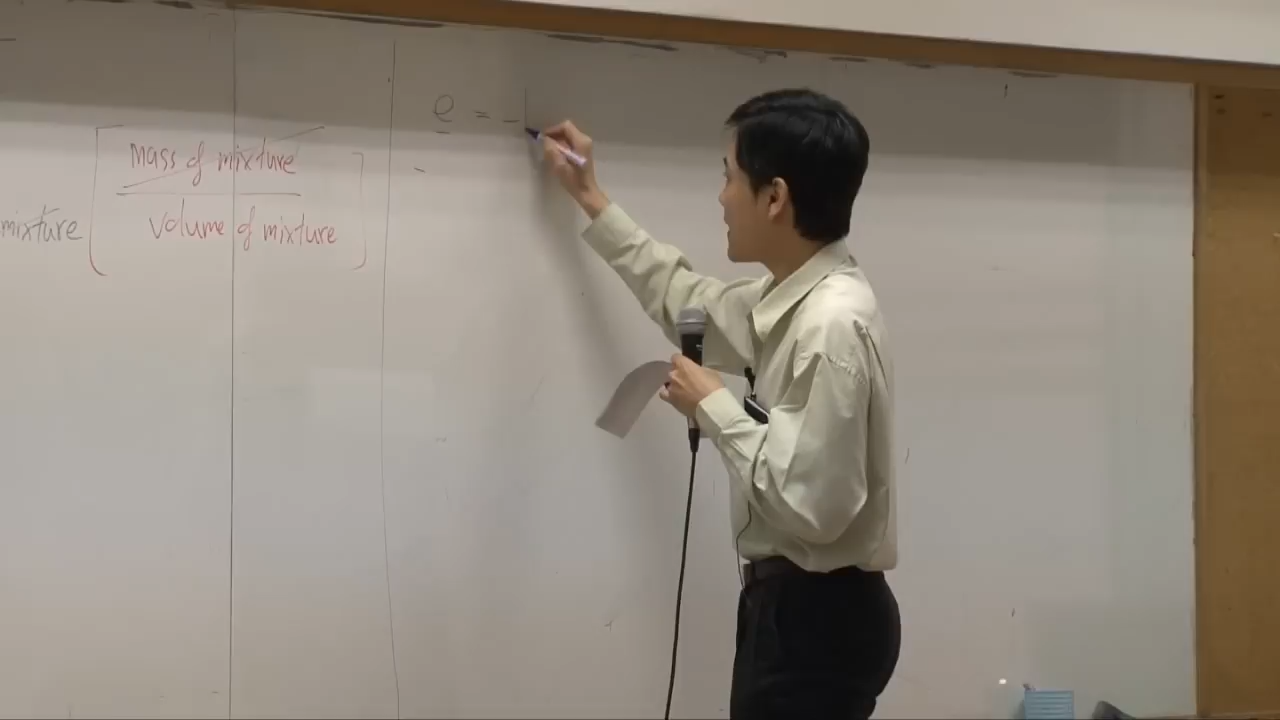 e = -
mass of mixture
mixture
volume of mixture